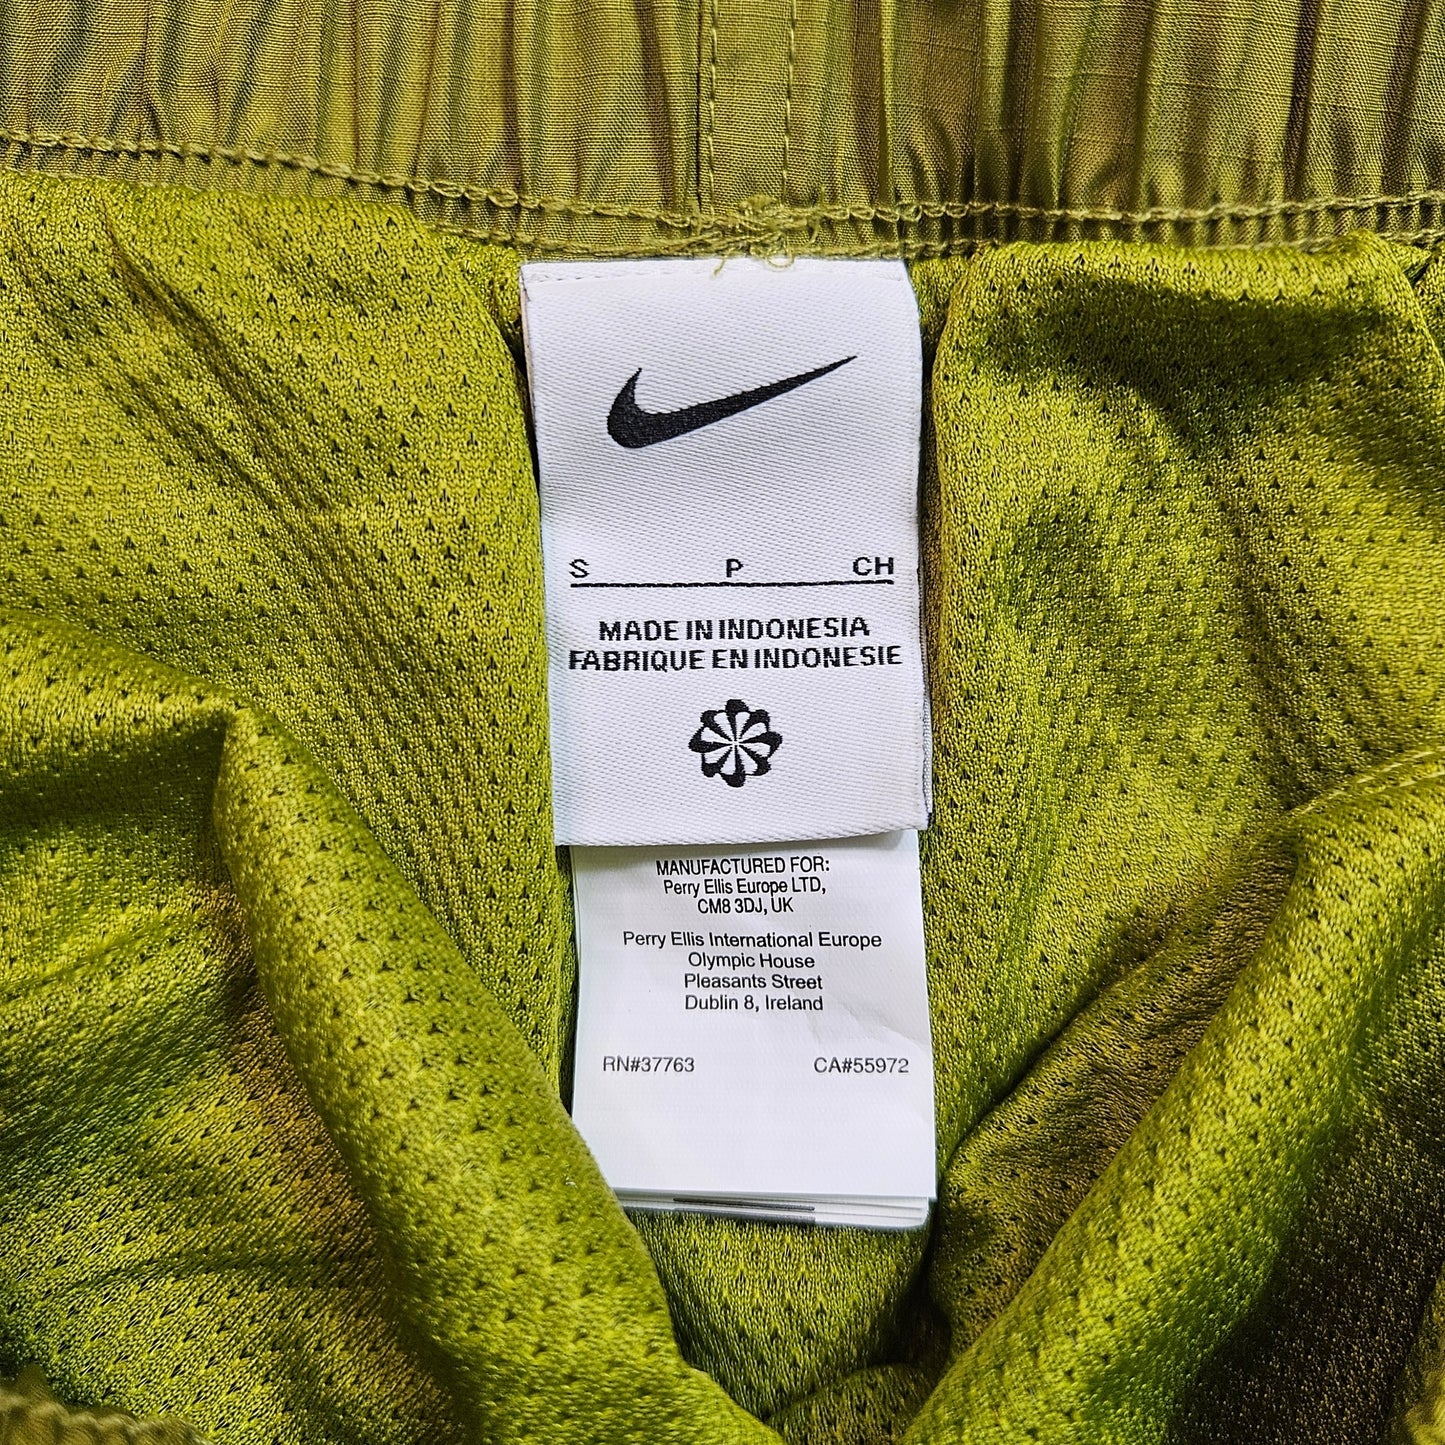 S P CH
MADE IN INDONESIA
FABRIQUE EN INDONESIE
MANUFACTURED FOR:
Perry Ellis Europe LTD,
CM8 3DJ, UK
Perry Ellis International Europe
Olympic House
Pleasants Street
Dublin 8, Ireland
RN#37763 CA#55972